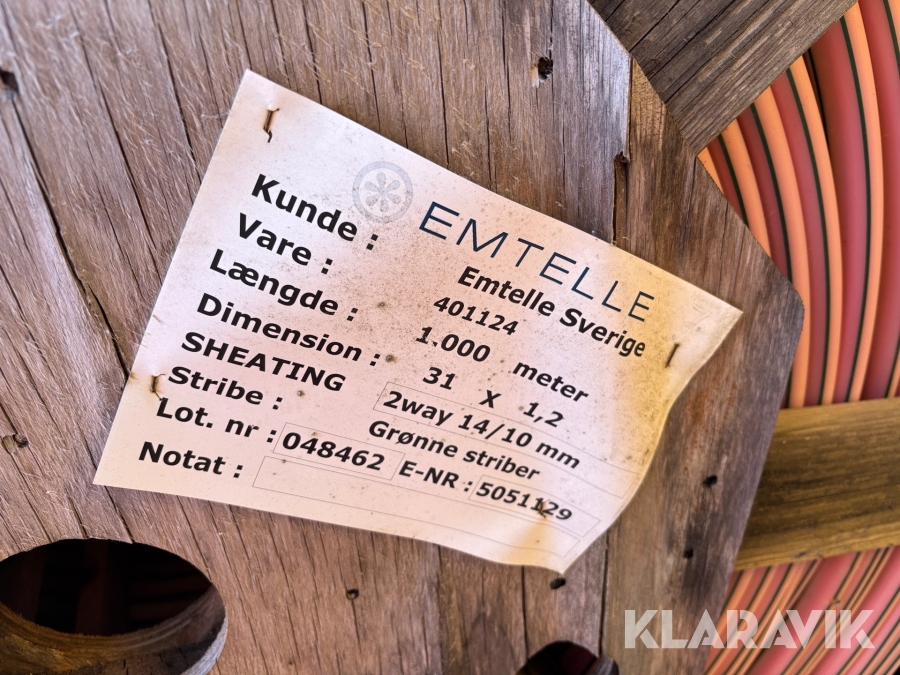 EMTELLE
Kunde : Emtelle Sverige
Vare : 401124
Længde : 1.000 meter
Dimension : 31 X 1,2
SHEATING 2way 14/10 mm
Stribe : Grønne striber
Lot. nr : 048462 E-NR : 5051129
Notat :
KLARAVIK